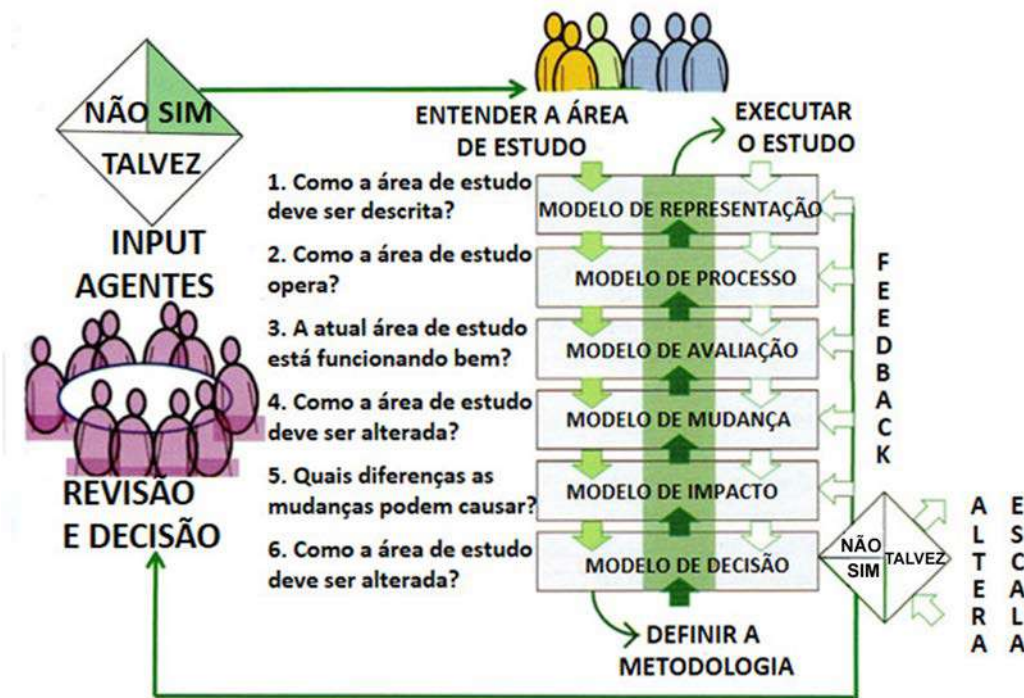 NÃO SIM
TALVEZ
INPUT
AGENTES
REVISÃO
E DECISÃO
ENTENDER A ÁREA
DE ESTUDO
EXECUTAR
O ESTUDO
1. Como a área de estudo
deve ser descrita?
MODELO DE REPRESENTAÇÃO
2. Como a área de estudo
opera?
MODELO DE PROCESSO
3. A atual área de estudo
está funcionando bem?
MODELO DE AVALIAÇÃO
4. Como a área de estudo
deve ser alterada?
MODELO DE MUDANÇA
5. Quais diferenças as
mudanças podem causar?
MODELO DE IMPACTO
6. Como a área de estudo
deve ser alterada?
MODELO DE DECISÃO
DEFINIR A
METODOLOGIA
FEEDBACK
NÃO
SIM
TALVEZ
ALTERA
ESCALA